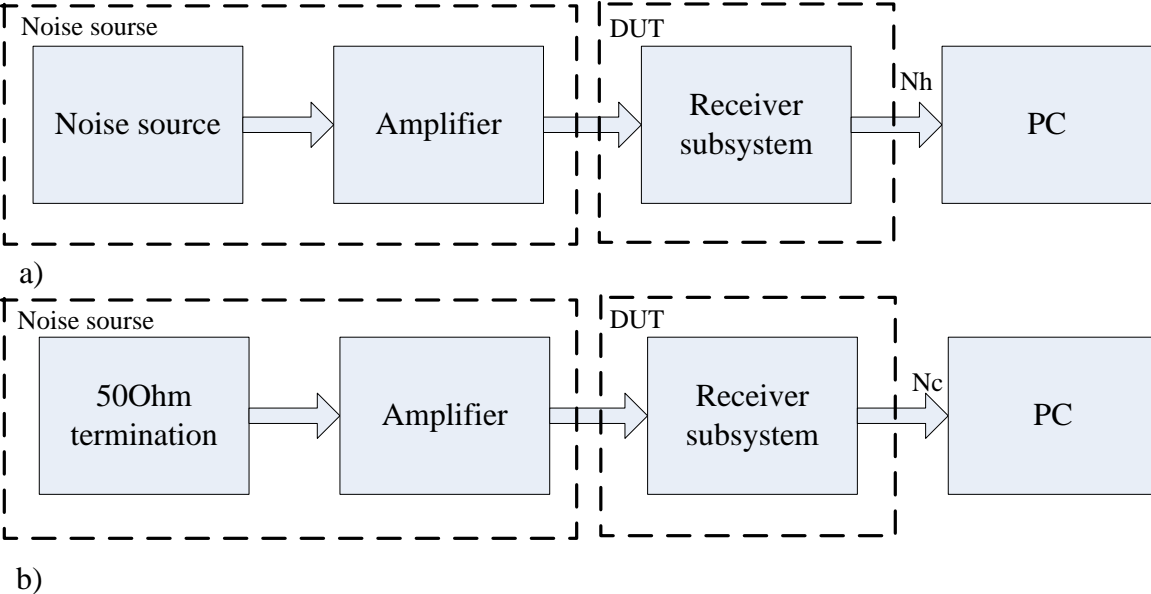 Noise sourse
DUT
Noise source
Amplifier
Receiver
subsystem
Nh
PC
a)
Noise sourse
DUT
50Ohm
termination
Amplifier
Receiver
subsystem
Nc
PC
b)